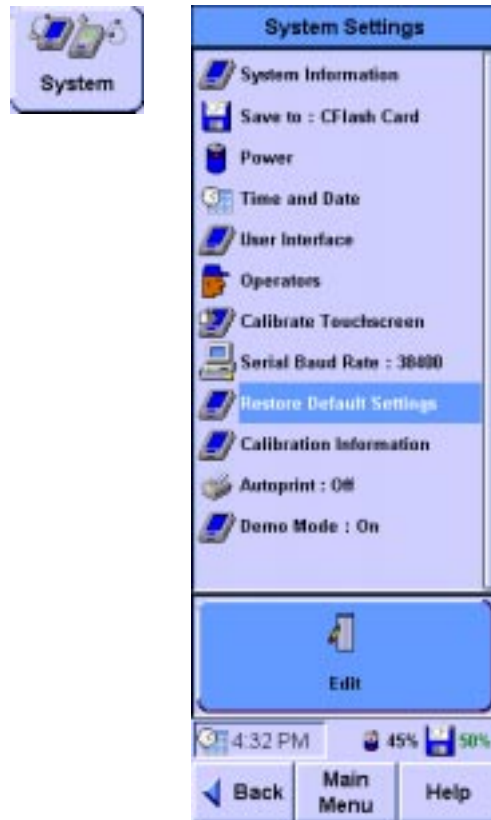 System
System Settings
System Information
Save to : CFlash Card
Power
Time and Date
User Interface
Operators
Calibrate Touchscreen
Serial Baud Rate : 38400
Restore Default Settings
Calibration Information
Autoprint : Off
Demo Mode : On
Edit
4:32 PM 45% 50%
Back Main Menu Help